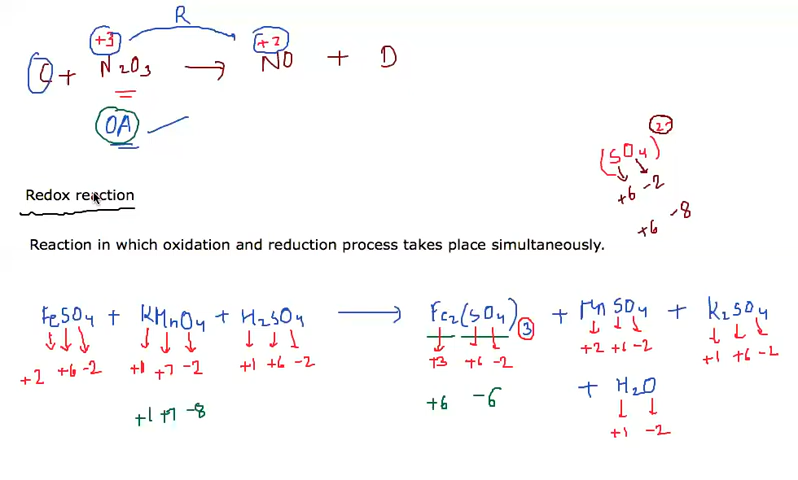 R
+3 +2
C + N2O3 → NO + D
OA
(SO4)2-
+6 -2
+6 -8
Redox reaction
Reaction in which oxidation and reduction process takes place simultaneously.
FeSO4 + KMnO4 + H2SO4 → Fe2(SO4)3 + MnSO4 + K2SO4
+2 +6 -2 +1 +7 -2 +1 +6 -2 +3 +6 -2 +2 +6 -2 +1 +6 -2
+ H2O
+1 +7 -8 +6 -6
+1 -2